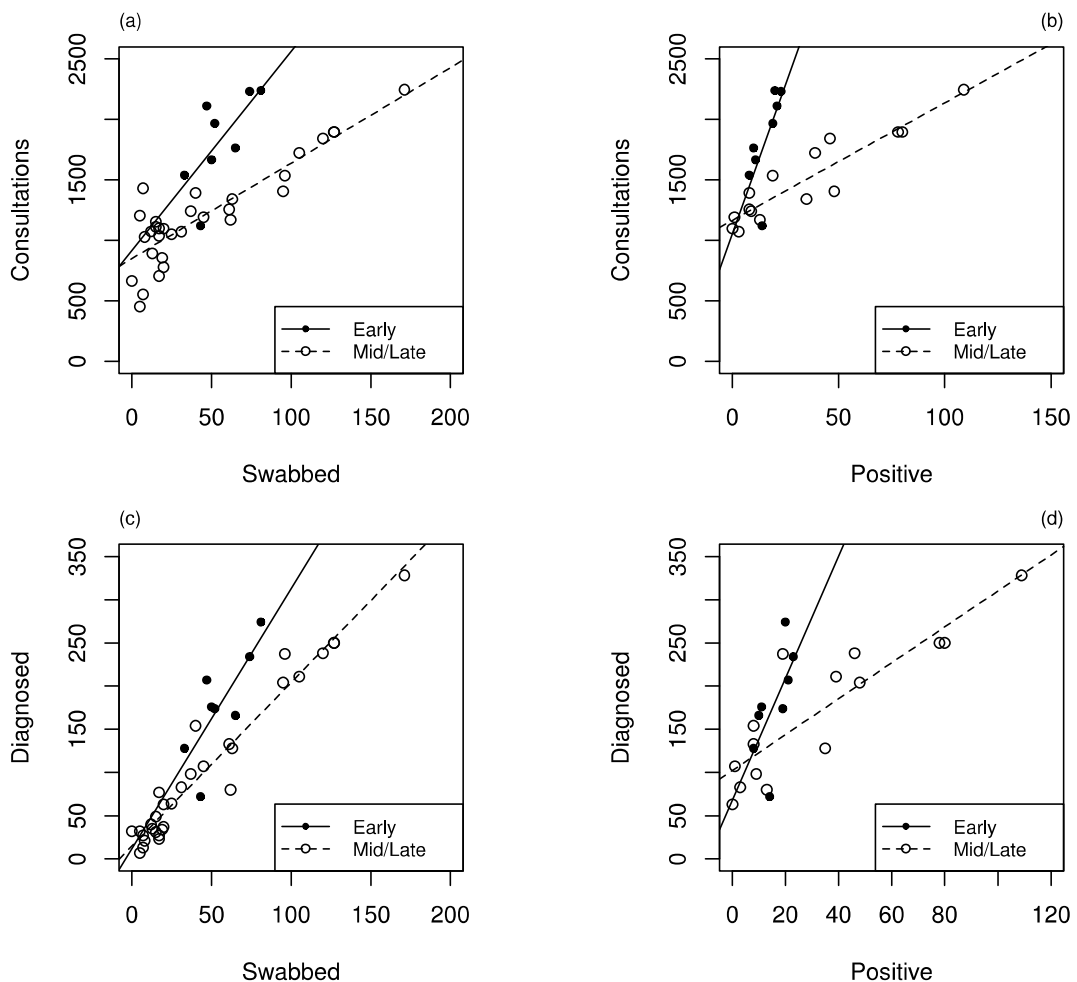 (a)
2500
1500
500
0
Consultations
Early
Mid/Late
0 50 100 150 200
Swabbed
(b)
2500
1500
500
0
Consultations
Early
Mid/Late
0 50 100 150
Positive
(c)
350
250
150
50
0
Diagnosed
Early
Mid/Late
0 50 100 150 200
Swabbed
(d)
350
250
150
50
0
Diagnosed
Early
Mid/Late
0 20 40 60 80 120
Positive